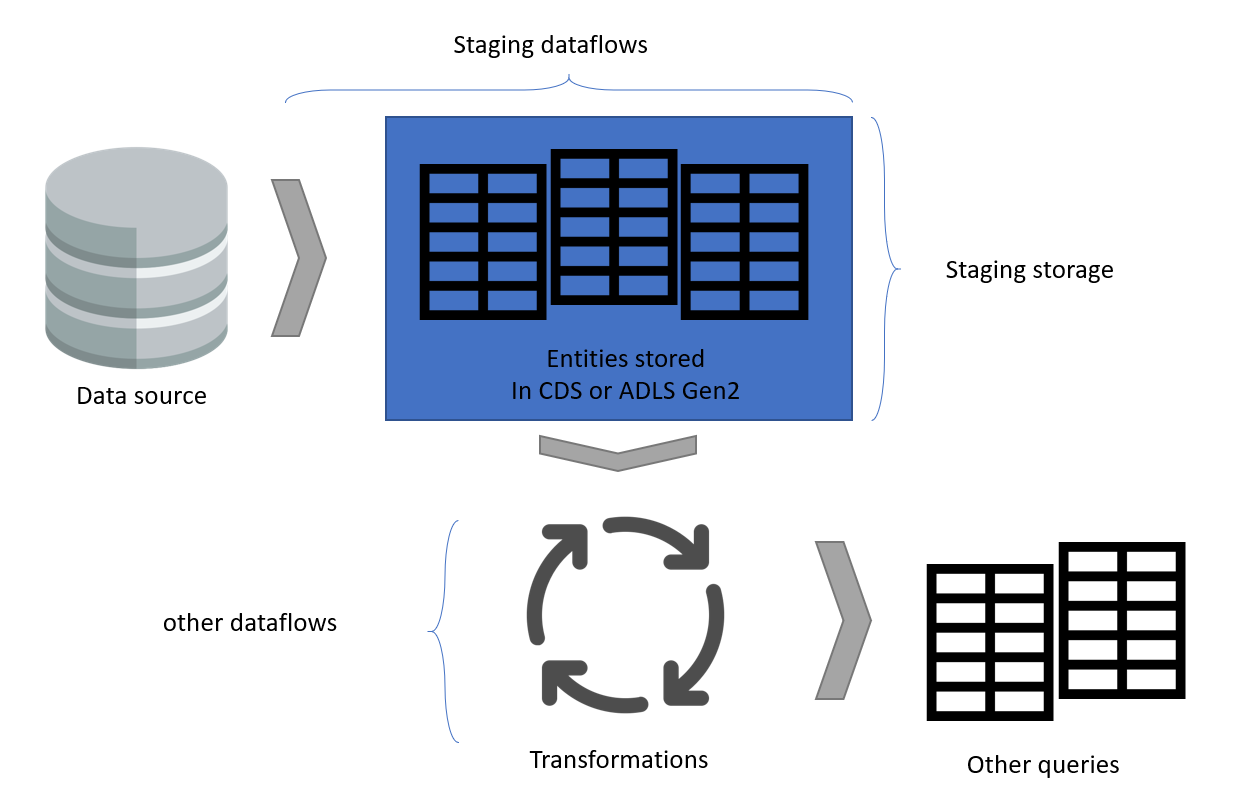 Staging dataflows
Data source
Entities stored
In CDS or ADLS Gen2
Staging storage
other dataflows
Transformations
Other queries